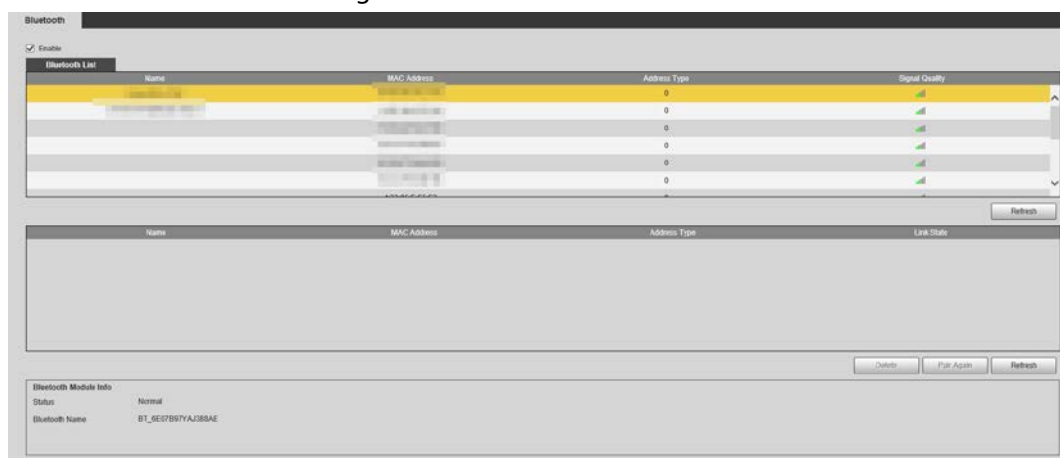 Bluetooth
Enable
Bluetooth List
Name MAC Address Address Type Signal Quality
0
0
0
0
0
0
Refresh
Name MAC Address Address Type Link State
Delete Pair Again Refresh
Bluetooth Module Info
Status Normal
Bluetooth Name BT_6E07B97YAJ388AE